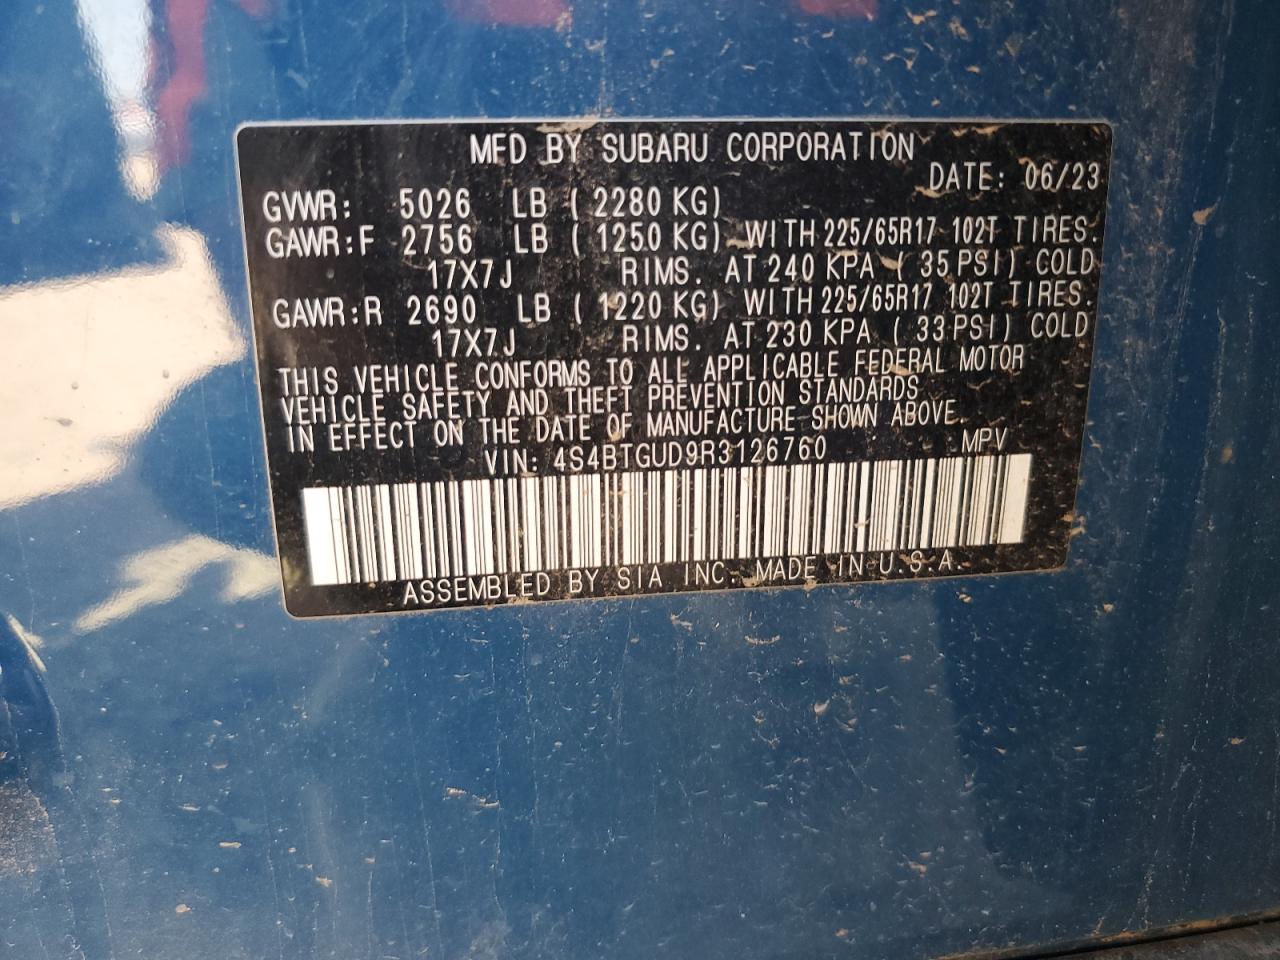 MFD BY SUBARU CORPORATION
DATE: 06/23
GVWR: 5026 LB ( 2280 KG)
GAWR:F 2756 LB ( 1250 KG) WITH 225/65R17 102T TIRES.
17X7J RIMS. AT 240 KPA ( 35 PSI) COLD
GAWR:R 2690 LB ( 1220 KG) WITH 225/65R17 102T TIRES.
17X7J RIMS. AT 230 KPA ( 33 PSI) COLD
THIS VEHICLE CONFORMS TO ALL APPLICABLE FEDERAL MOTOR
VEHICLE SAFETY AND THEFT PREVENTION STANDARDS
IN EFFECT ON THE DATE OF MANUFACTURE SHOWN ABOVE.
VIN: 4S4BTGUD9R3126760 MPV
ASSEMBLED BY SIA INC. MADE IN U.S.A.